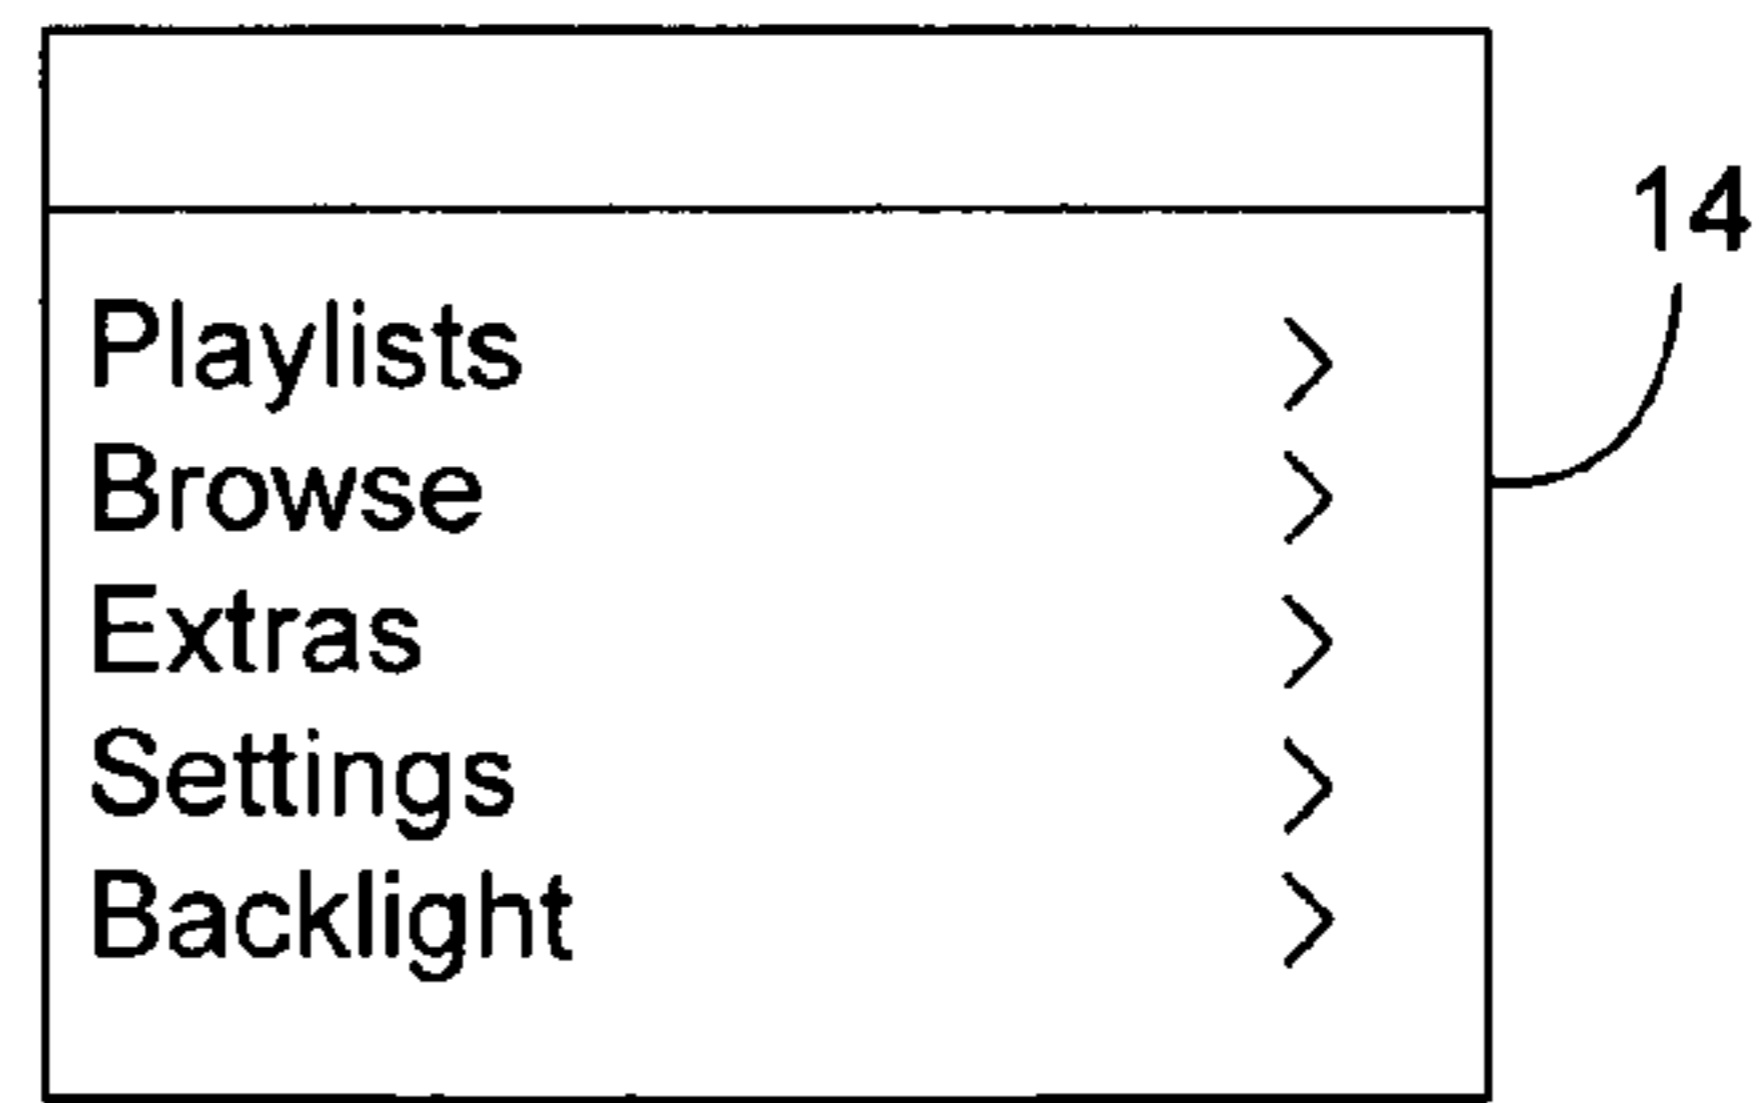 14
Playlists >
Browse >
Extras >
Settings >
Backlight >